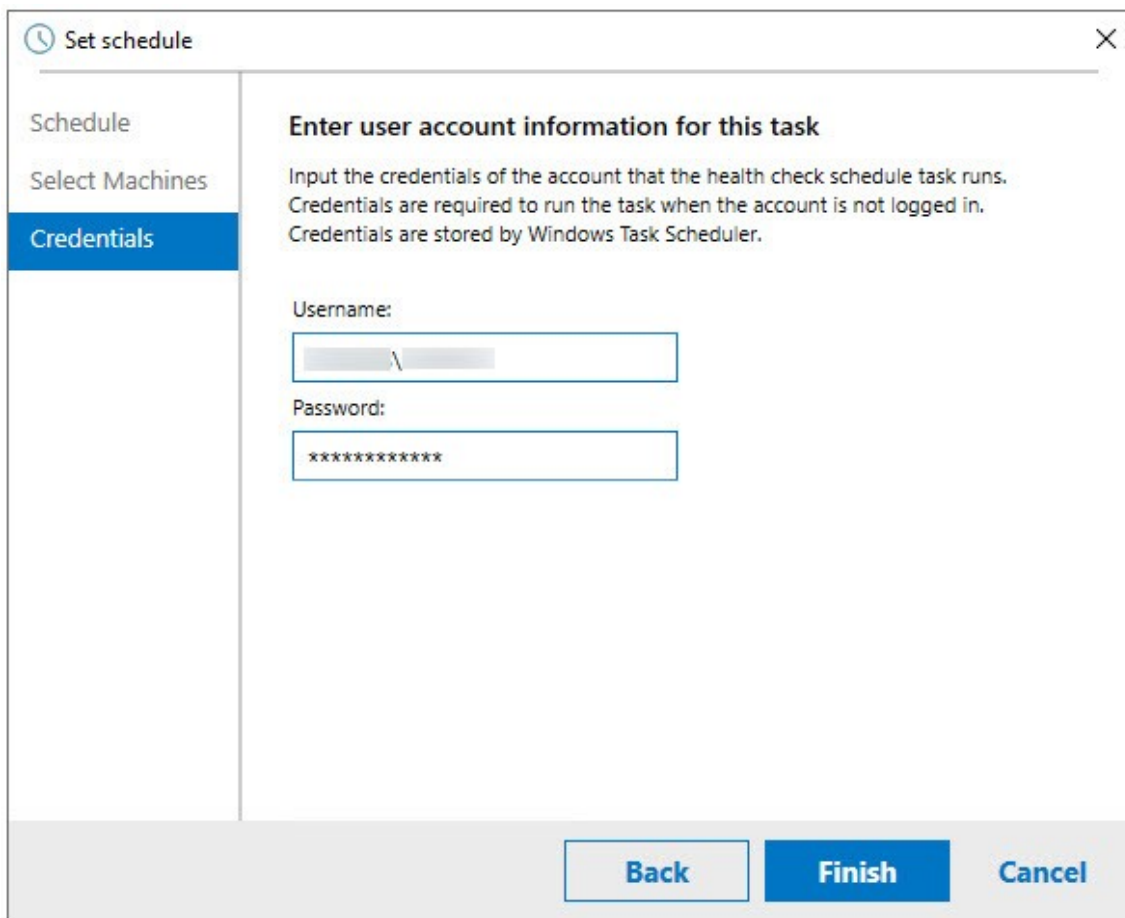 Set schedule
Schedule
Select Machines
Credentials
Enter user account information for this task
Input the credentials of the account that the health check schedule task runs.
Credentials are required to run the task when the account is not logged in.
Credentials are stored by Windows Task Scheduler.
Username:
\
Password:
************
Back
Finish
Cancel